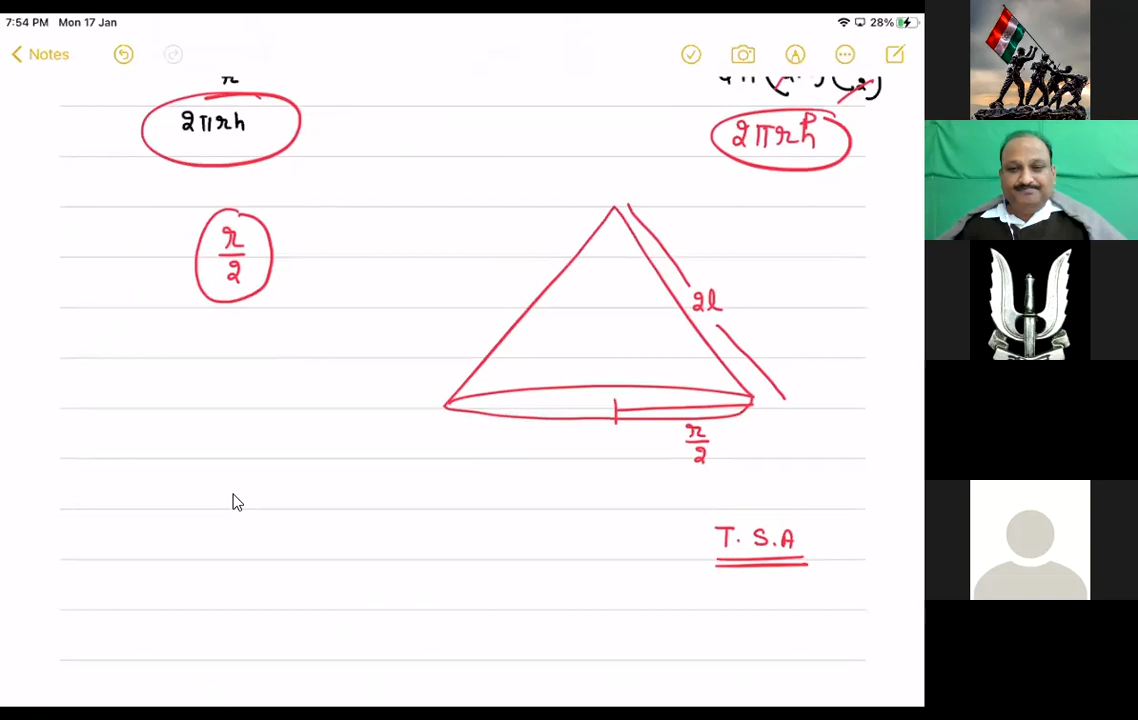 7:54 PM Mon 17 Jan
28%
Notes
2πrh
2πrh
r/2
2l
r/2
T. S.A